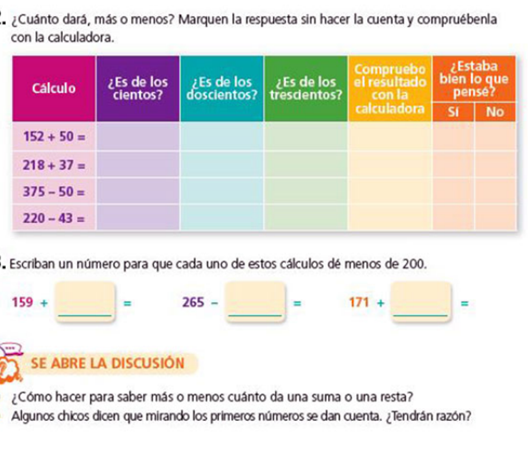 ¿Cuánto dará, más o menos? Marquen la respuesta sin hacer la cuenta y compruébenla
con la calculadora.
Cálculo ¿Es de los cientos? ¿Es de los doscientos? ¿Es de los trescientos? Compruebo el resultado con la calculadora ¿Estaba bien lo que pensé?
Sí No
152 + 50 =
218 + 37 =
375 – 50 =
220 – 43 =
Escriban un número para que cada uno de estos cálculos dé menos de 200.
159 + ____ = 265 – ____ = 171 + ____ =
SE ABRE LA DISCUSIÓN
¿Cómo hacer para saber más o menos cuánto da una suma o una resta?
Algunos chicos dicen que mirando los primeros números se dan cuenta. ¿Tendrán razón?